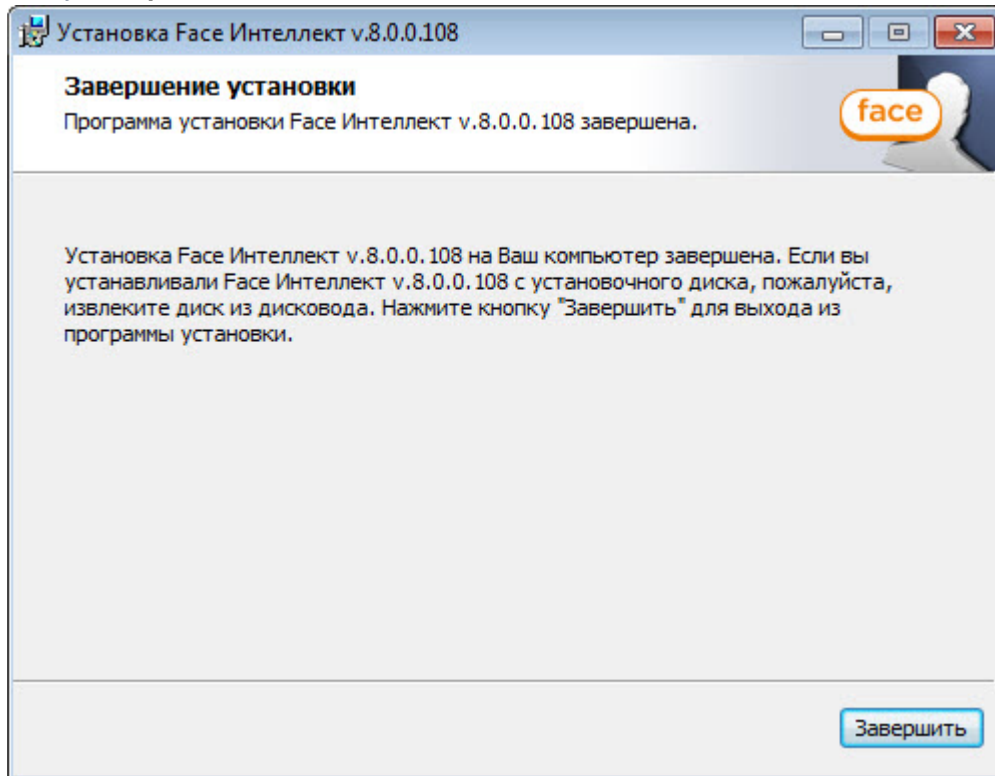 Установка Face Интеллект v.8.0.0.108
Завершение установки
Программа установки Face Интеллект v.8.0.0.108 завершена.
face
Установка Face Интеллект v.8.0.0.108 на Ваш компьютер завершена. Если вы
устанавливали Face Интеллект v.8.0.0.108 с установочного диска, пожалуйста,
извлеките диск из дисковода. Нажмите кнопку "Завершить" для выхода из
программы установки.
Завершить